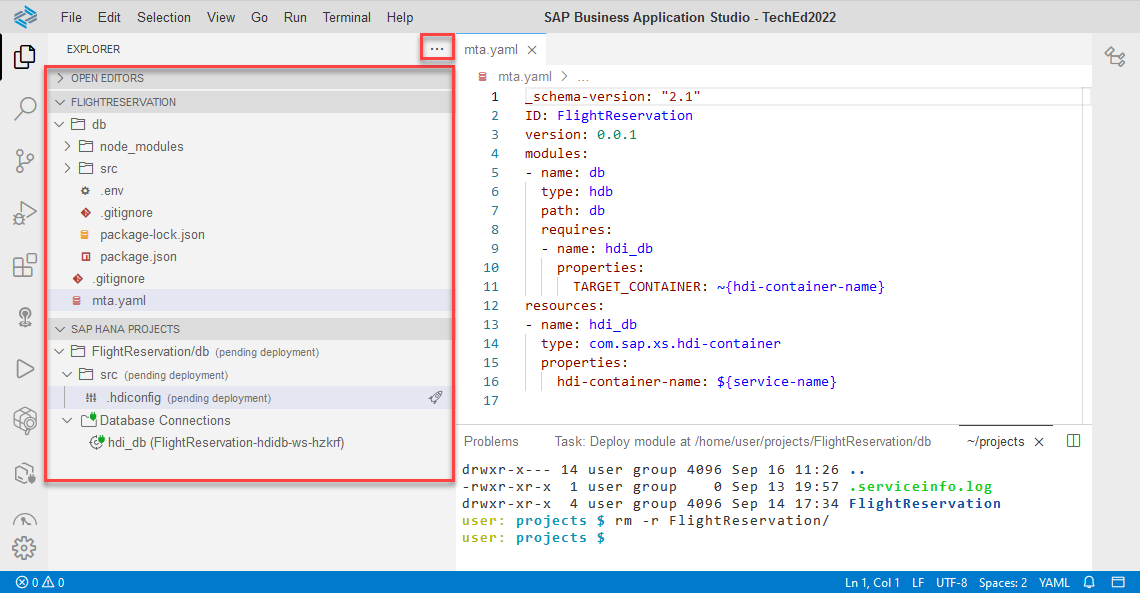 File Edit Selection View Go Run Terminal Help
SAP Business Application Studio - TechEd2022
EXPLORER
...
OPEN EDITORS
FLIGHTRESERVATION
db
node_modules
src
.env
.gitignore
package-lock.json
package.json
.gitignore
mta.yaml
SAP HANA PROJECTS
FlightReservation/db (pending deployment)
src (pending deployment)
.hdiconfig (pending deployment)
Database Connections
hdi_db (FlightReservation-hdidb-ws-hzkrf)
mta.yaml
mta.yaml > ...
1 _schema-version: "2.1"
2 ID: FlightReservation
3 version: 0.0.1
4 modules:
5 - name: db
6 type: hdb
7 path: db
8 requires:
9 - name: hdi_db
10 properties:
11 TARGET_CONTAINER: ~{hdi-container-name}
12 resources:
13 - name: hdi_db
14 type: com.sap.xs.hdi-container
15 properties:
16 hdi-container-name: ${service-name}
17
Problems Task: Deploy module at /home/user/projects/FlightReservation/db ~/projects
drwxr-x--- 14 user group 4096 Sep 16 11:26 ..
-rwxr-xr-x 1 user group 0 Sep 13 19:57 .serviceinfo.log
drwxr-xr-x 4 user group 4096 Sep 14 17:34 FlightReservation
user: projects $ rm -r FlightReservation/
user: projects $
0 0 Ln 1, Col 1 LF UTF-8 Spaces: 2 YAML